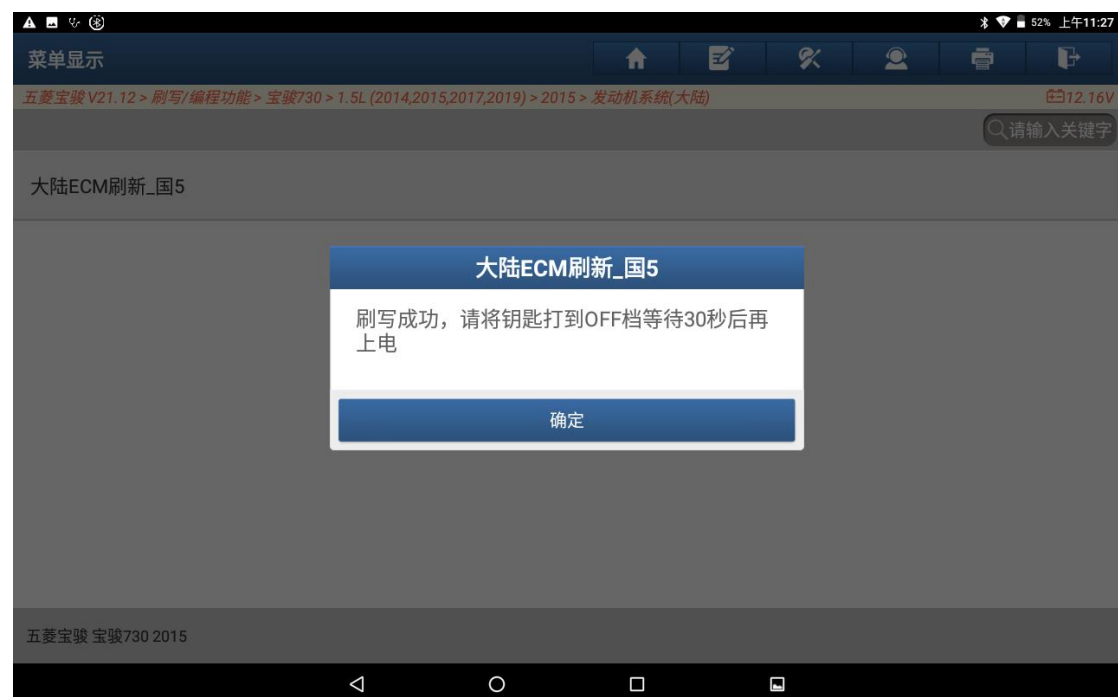 52% 上午11:27
菜单显示
五菱宝骏 V21.12 > 刷写/编程功能 > 宝骏730 > 1.5L (2014,2015,2017,2019) > 2015 > 发动机系统(大陆)
12.16V
请输入关键字
大陆ECM刷新_国5
大陆ECM刷新_国5
刷写成功，请将钥匙打到OFF档等待30秒后再
上电
确定
五菱宝骏 宝骏730 2015